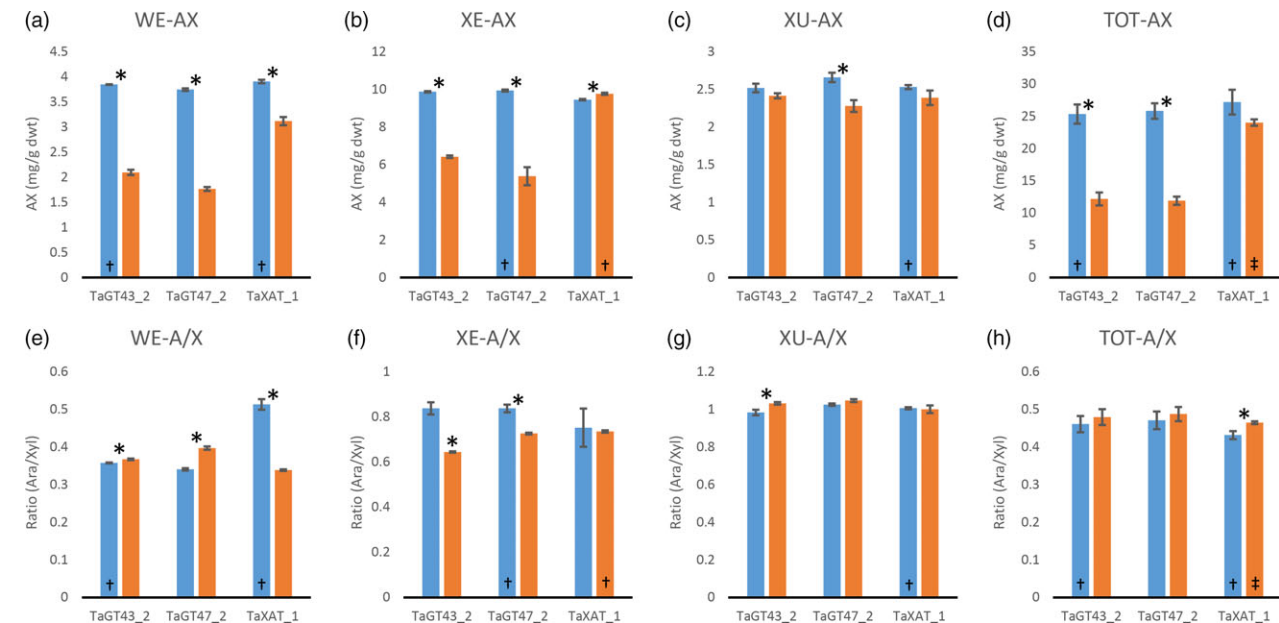 (a) WE-AX
AX (mg/g dwt)
4.5
4
3.5
3
2.5
2
1.5
1
0.5
0
* * *
† †
TaGT43_2 TaGT47_2 TaXAT_1
(b) XE-AX
AX (mg/g dwt)
12
10
8
6
4
2
0
* * *
† †
TaGT43_2 TaGT47_2 TaXAT_1
(c) XU-AX
AX (mg/g dwt)
3
2.5
2
1.5
1
0.5
0
*
†
TaGT43_2 TaGT47_2 TaXAT_1
(d) TOT-AX
AX (mg/g dwt)
35
30
25
20
15
10
5
0
* *
† † ‡
TaGT43_2 TaGT47_2 TaXAT_1
(e) WE-A/X
Ratio (Ara/Xyl)
0.6
0.5
0.4
0.3
0.2
0.1
0
* * *
† †
TaGT43_2 TaGT47_2 TaXAT_1
(f) XE-A/X
Ratio (Ara/Xyl)
1
0.8
0.6
0.4
0.2
0
* *
† †
TaGT43_2 TaGT47_2 TaXAT_1
(g) XU-A/X
Ratio (Ara/Xyl)
1.2
1
0.8
0.6
0.4
0.2
0
*
†
TaGT43_2 TaGT47_2 TaXAT_1
(h) TOT-A/X
Ratio (Ara/Xyl)
0.6
0.5
0.4
0.3
0.2
0.1
0
*
† † ‡
TaGT43_2 TaGT47_2 TaXAT_1